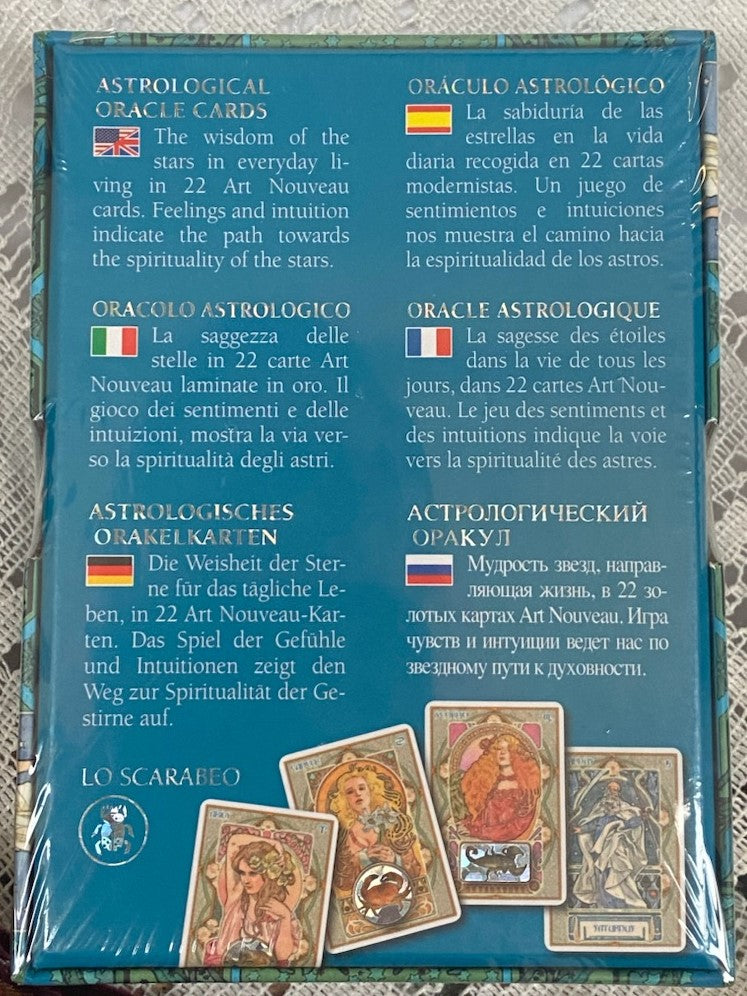 ASTROLOGICAL
ORACLE CARDS
The wisdom of the
stars in everyday li-
ving in 22 Art Nouveau
cards. Feelings and intuition
indicate the path towards
the spirituality of the stars.
ORÁCULO ASTROLÓGICO
La sabiduría de las
estrellas en la vida
diaria recogida en 22 cartas
modernistas. Un juego de
sentimientos e intuiciones
nos muestra el camino hacia
la espiritualidad de los astros.
ORACOLO ASTROLOGICO
La saggezza delle
stelle in 22 carte Art
Nouveau laminate in oro. Il
gioco dei sentimenti e delle
intuizioni, mostra la via ver-
so la spiritualità degli astri.
ORACLE ASTROLOGIQUE
La sagesse des étoiles
dans la vie de tous les
jours, dans 22 cartes Art Nou-
veau. Le jeu des sentiments et
des intuitions indique la voie
vers la spiritualité des astres.
ASTROLOGISCHES
ORAKELKARTEN
Die Weisheit der Ster-
ne für das tägliche Le-
ben, in 22 Art Nouveau-Kar-
ten. Das Spiel der Gefühle
und Intuitionen zeigt den
Weg zur Spiritualität der Ge-
stirne auf.
АСТРОЛОГИЧЕСКИЙ
ОРАКУЛ
Мудрость звезд, направ-
ляющая жизнь, в 22 зо-
лотых картах Art Nouveau. Игра
чувств и интуиции ведет нас по
звездному пути к духовности.
LO SCARABEO